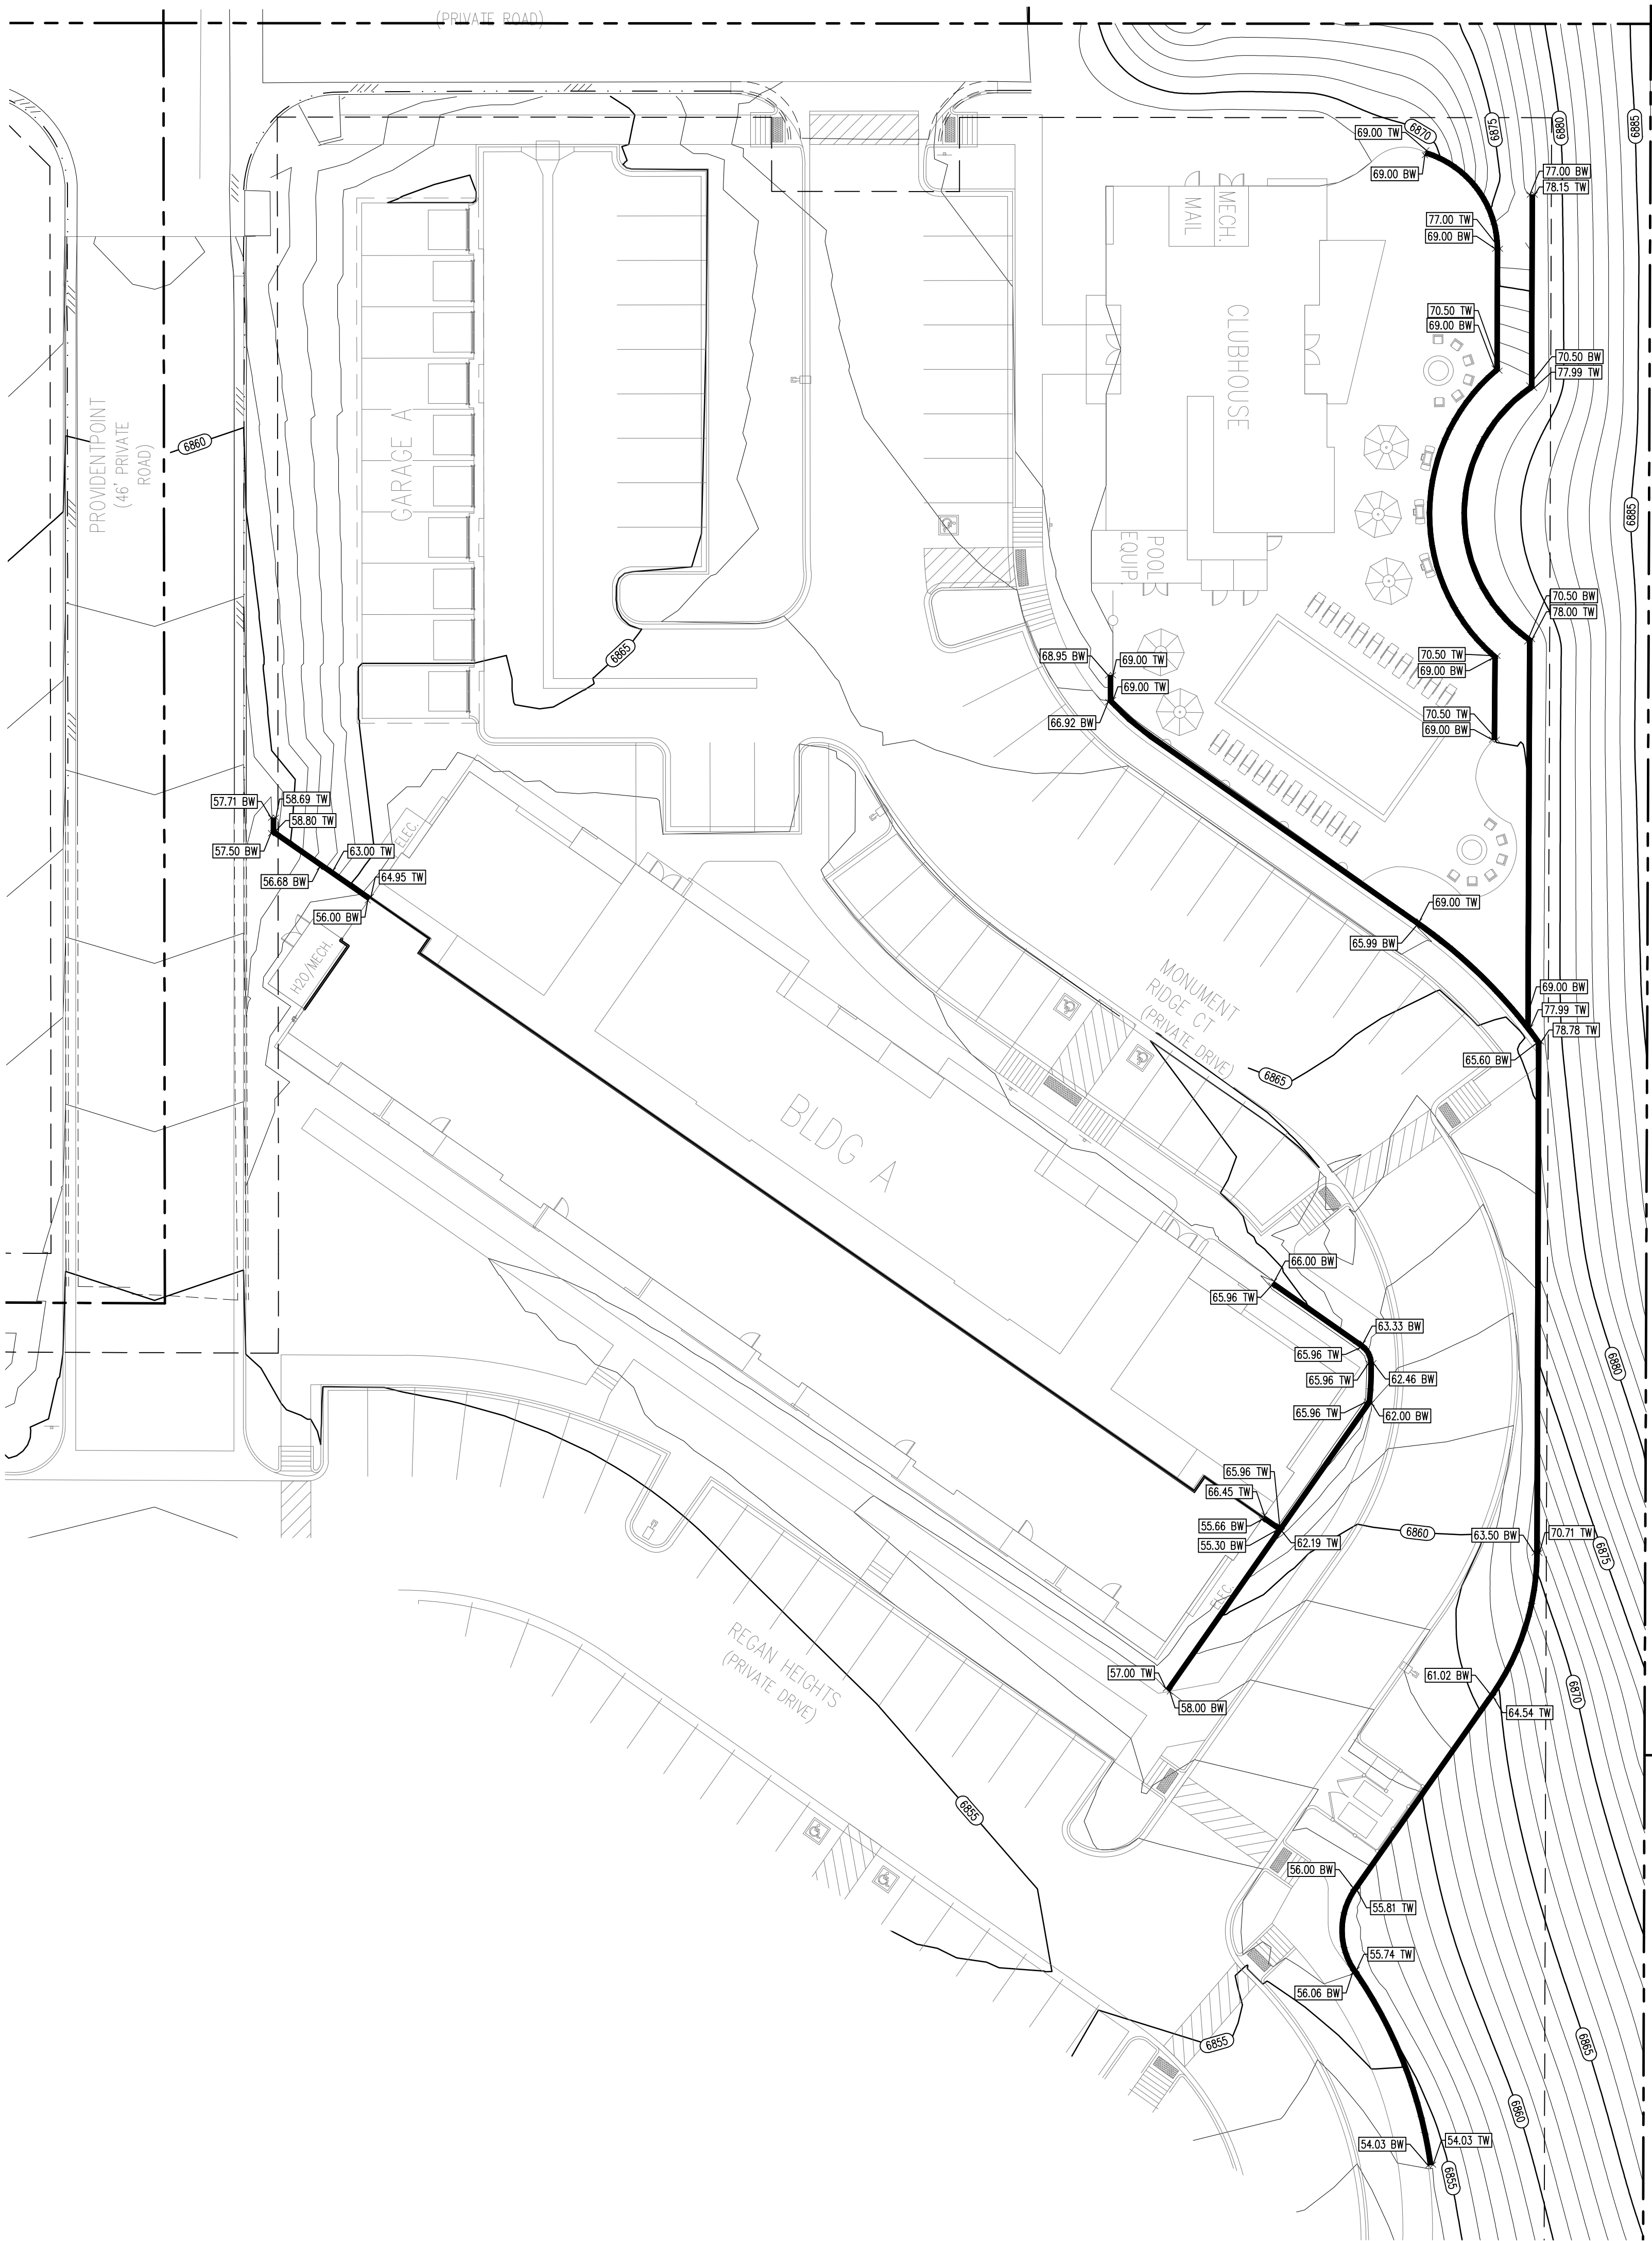 (PRIVATE ROAD)
69.00 TW
6870
6875
6880
6885
69.00 BW
77.00 BW
78.15 TW
MAIL
MECH.
77.00 TW
69.00 BW
CLUBHOUSE
70.50 TW
69.00 BW
70.50 BW
77.99 TW
PROVIDENTPOINT
(46' PRIVATE
ROAD)
6860
GARAGE A
6885
POOL
EQUIP
70.50 BW
78.00 TW
6865
68.95 BW
69.00 TW
70.50 TW
69.00 BW
69.00 TW
66.92 BW
70.50 TW
69.00 BW
57.71 BW
58.69 TW
58.80 TW
57.50 BW
63.00 TW
ELEC.
56.68 BW
64.95 TW
56.00 BW
69.00 TW
65.99 BW
H20/MECH.
MONUMENT
RIDGE CT
(PRIVATE DRIVE)
69.00 BW
77.99 TW
78.78 TW
65.60 BW
6865
BLDG A
66.00 BW
65.96 TW
63.33 BW
65.96 TW
65.96 TW
62.46 BW
65.96 TW
62.00 BW
6880
65.96 TW
66.45 TW
55.66 BW
55.30 BW
62.19 TW
6860
63.50 BW
70.71 TW
6875
REGAN HEIGHTS
(PRIVATE DRIVE)
57.00 TW
58.00 BW
61.02 BW
64.54 TW
6870
6855
56.00 BW
55.81 TW
55.74 TW
56.06 BW
6855
6865
6860
54.03 BW
54.03 TW
6855